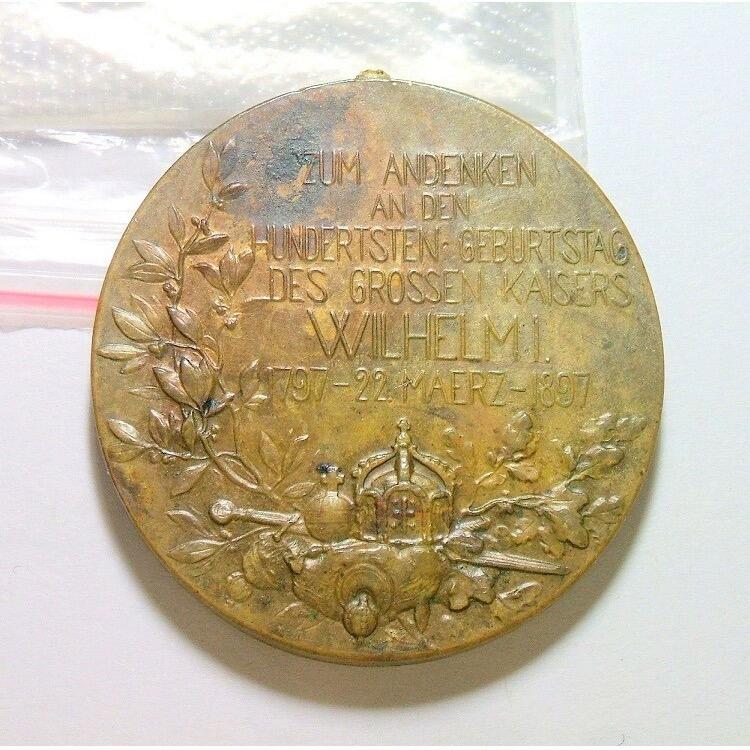 ZUM ANDENKEN
AN DEN
HUNDERTSTEN · GEBURTSTAG
DES GROSSEN KAISERS
WILHELM I.
1797 – 22. MAERZ – 1897